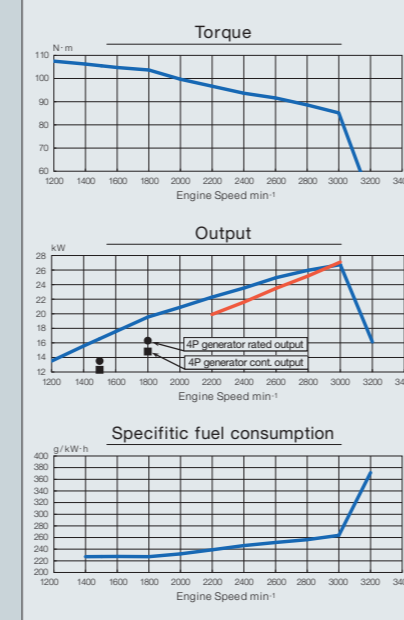 Torque
N·m
110
100
90
80
70
60
1200 1400 1600 1800 2000 2200 2400 2600 2800 3000 3200 340
Engine Speed min-1
Output
kW
28
26
24
22
20
18
16
14
12
4P generator rated output
4P generator cont. output
1200 1400 1600 1800 2000 2200 2400 2600 2800 3000 3200 340
Engine Speed min-1
Specifitic fuel consumption
g/kW·h
400
380
360
340
320
300
280
260
240
220
200
1200 1400 1600 1800 2000 2200 2400 2600 2800 3000 3200 340
Engine Speed min-1